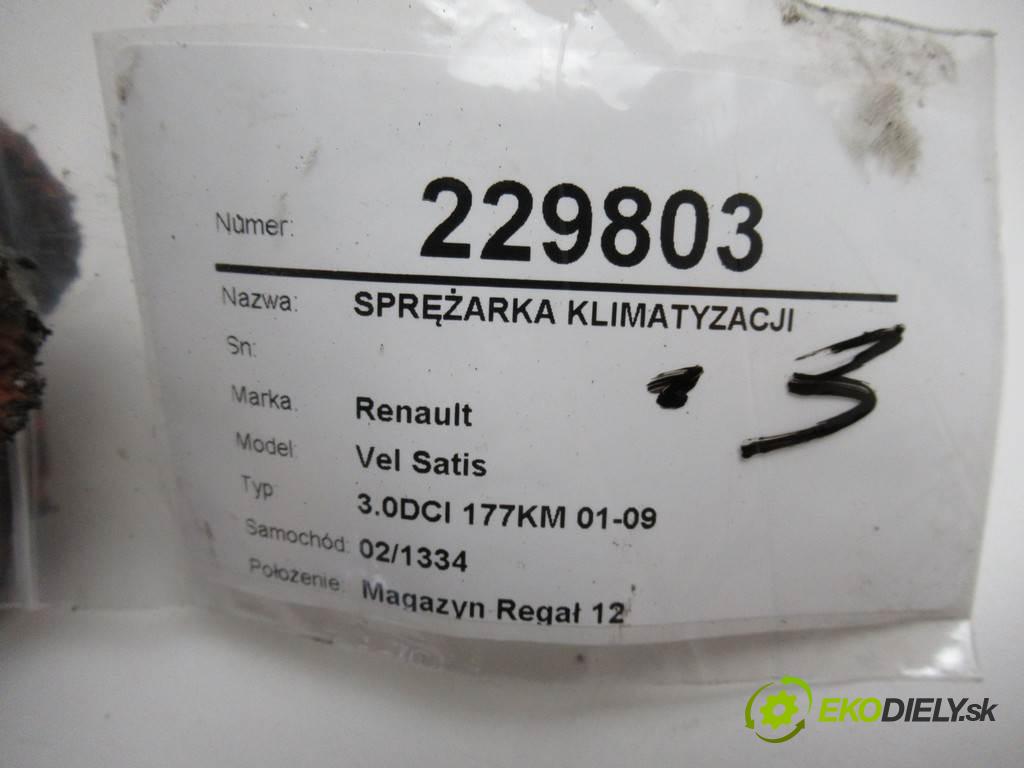 Numer: 229803
Nazwa: SPRĘŻARKA KLIMATYZACJI
Sn:
Marka: Renault
Model: Vel Satis
Typ 3.0DCI 177KM 01-09
Samochód: 02/1334
Położenie: Magazyn Regał 12
3
EKODIELY.sk